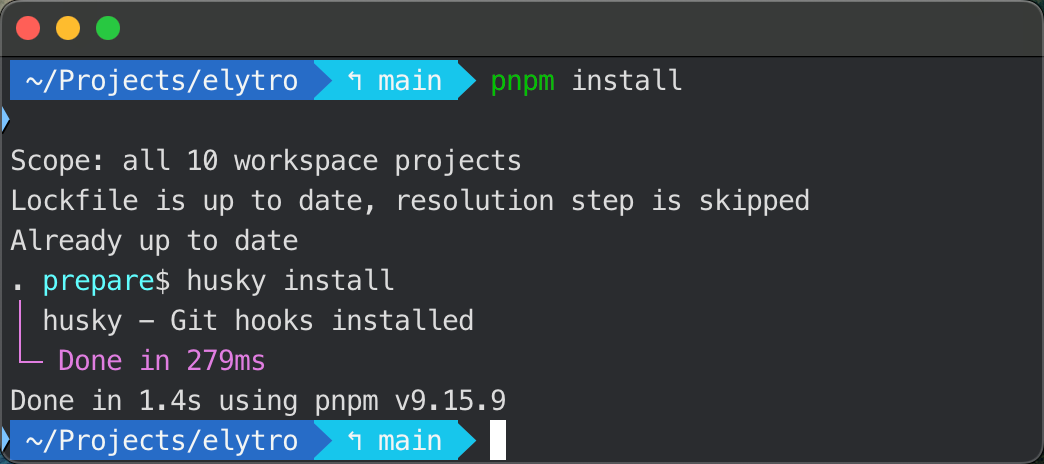 ~/Projects/elytro ↰ main pnpm install
Scope: all 10 workspace projects
Lockfile is up to date, resolution step is skipped
Already up to date
. prepare$ husky install
│ husky – Git hooks installed
└─ Done in 279ms
Done in 1.4s using pnpm v9.15.9
~/Projects/elytro ↰ main